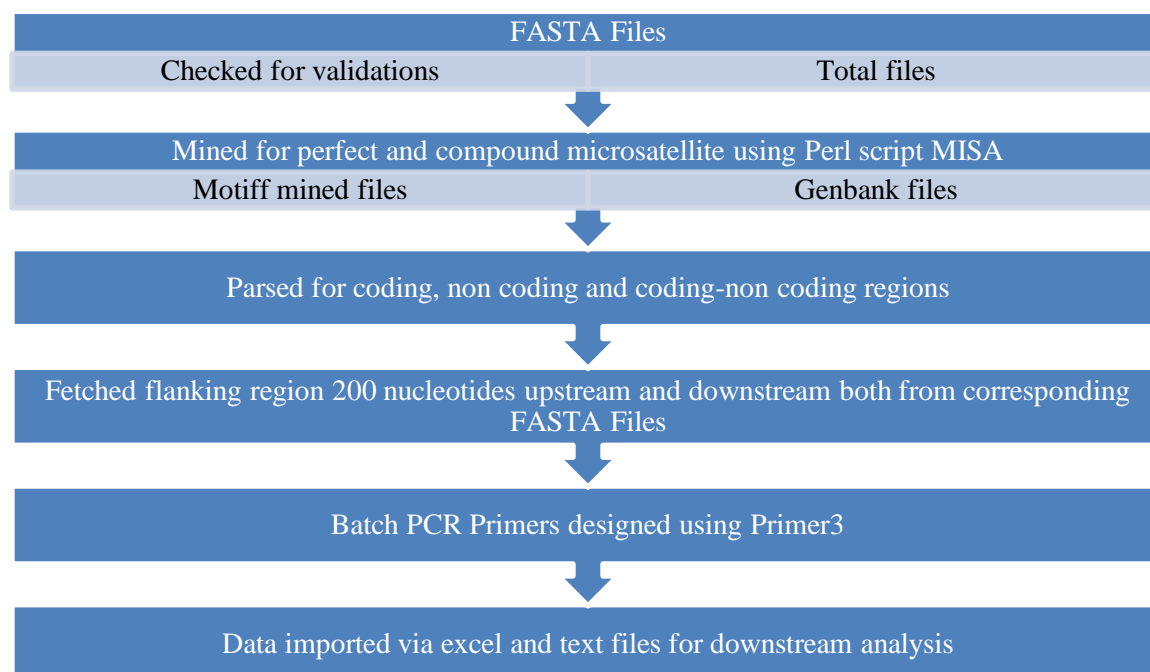 FASTA Files
Checked for validations
Total files
Mined for perfect and compound microsatellite using Perl script MISA
Motiff mined files
Genbank files
Parsed for coding, non coding and coding-non coding regions
Fetched flanking region 200 nucleotides upstream and downstream both from corresponding
FASTA Files
Batch PCR Primers designed using Primer3
Data imported via excel and text files for downstream analysis